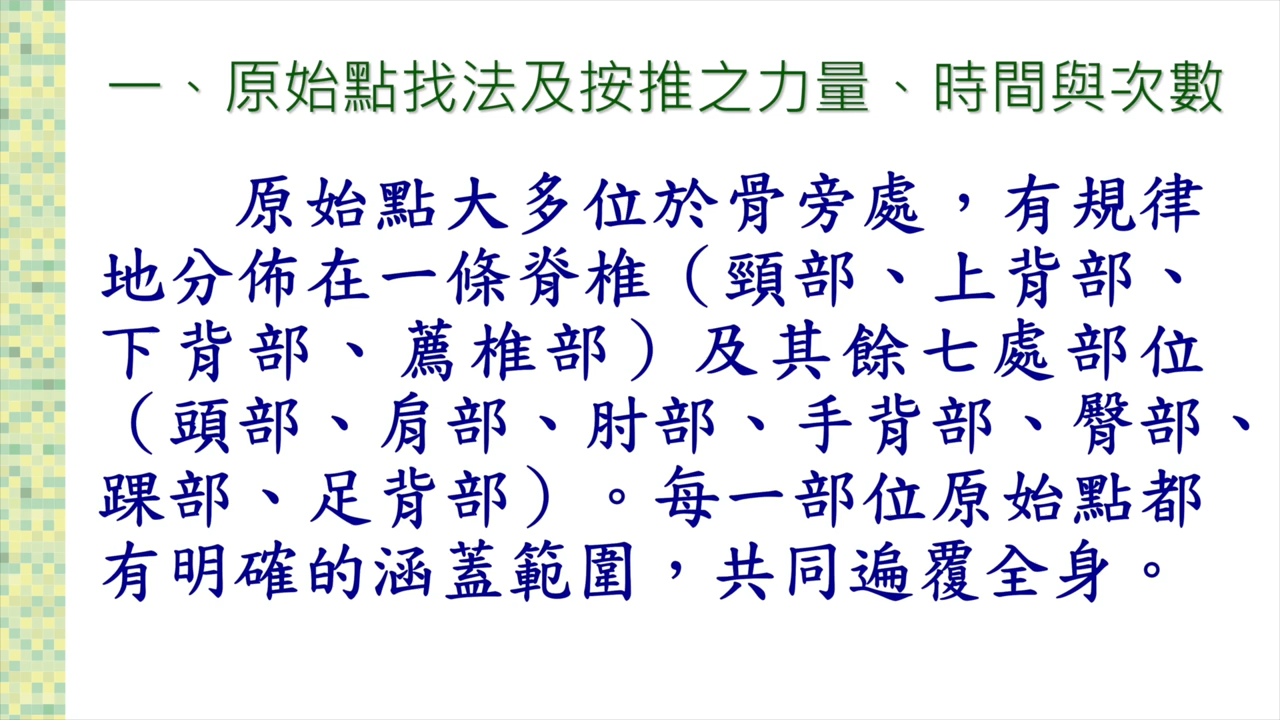 一、原始點找法及按推之力量、時間與次數
原始點大多位於骨旁處，有規律
地分佈在一條脊椎（頸部、上背部、
下背部、薦椎部）及其餘七處部位
（頭部、肩部、肘部、手背部、臀部、
踝部、足背部）。每一部位原始點都
有明確的涵蓋範圍，共同遍覆全身。